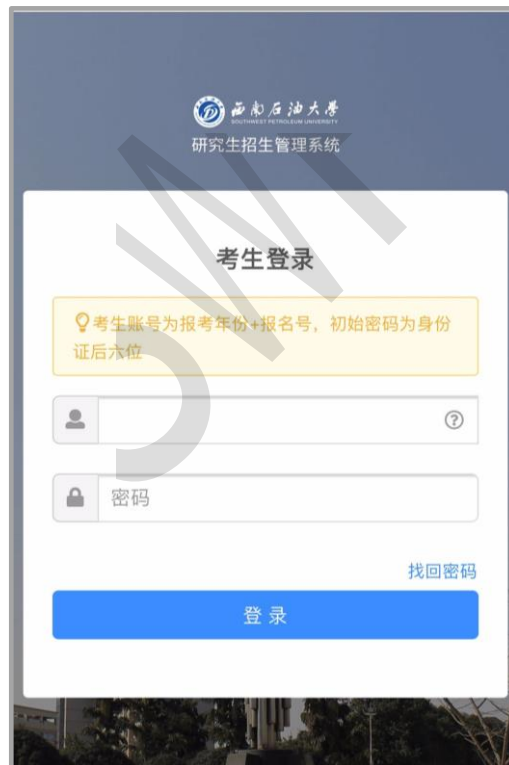 西南石油大学
SOUTHWEST PETROLEUM UNIVERSITY
研究生招生管理系统
考生登录
考生账号为报考年份+报名号，初始密码为身份
证后六位
密码
找回密码
登 录